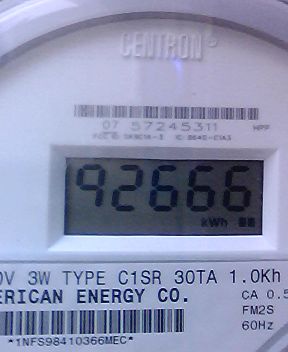 CENTRON®
07 57245311 HPF
92666
kWh
0V 3W TYPE C1SR 30TA 1.0Kh
ERICAN ENERGY CO. CA 0.5
FM2S
*1NFS98410366MEC* 60Hz